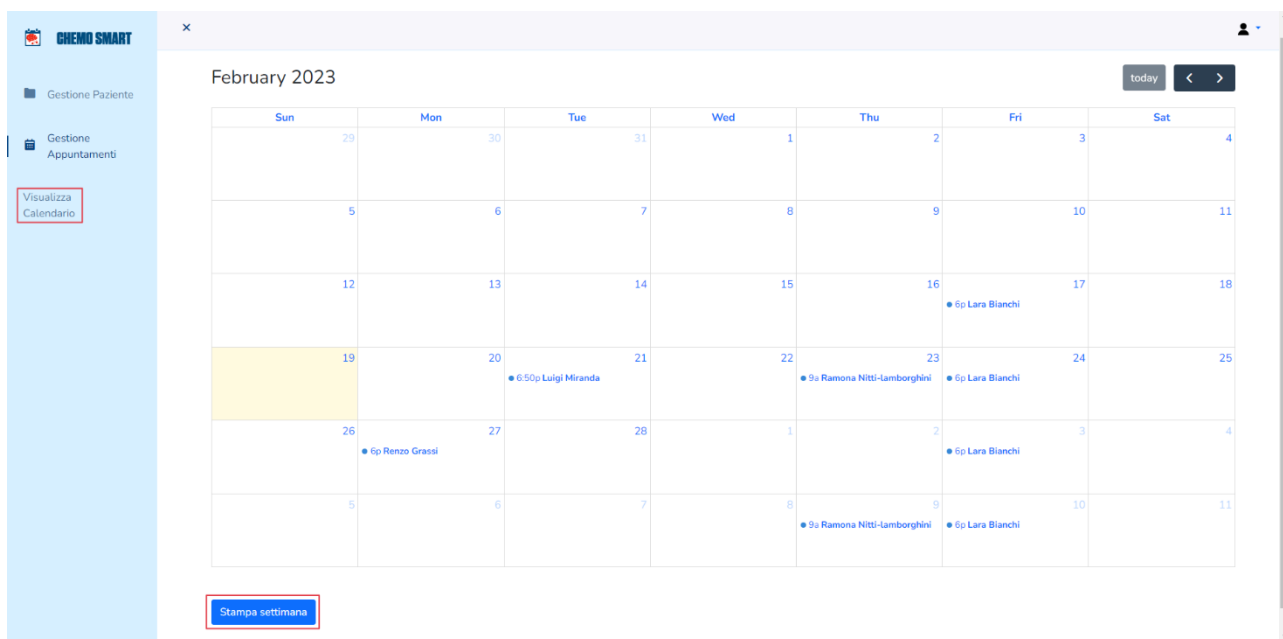 CHEMO SMART
Gestione Paziente
Gestione
Appuntamenti
Visualizza
Calendario
February 2023
today
Sun Mon Tue Wed Thu Fri Sat
29 30 31 1 2 3 4
5 6 7 8 9 10 11
12 13 14 15 16 17 18
6p Lara Bianchi
19 20 21 22 23 24 25
6:50p Luigi Miranda 9a Ramona Nitti-lamborghini 6p Lara Bianchi
26 27 28 1 2 3 4
6p Renzo Grassi 6p Lara Bianchi
5 6 7 8 9 10 11
9a Ramona Nitti-lamborghini 6p Lara Bianchi
Stampa settimana